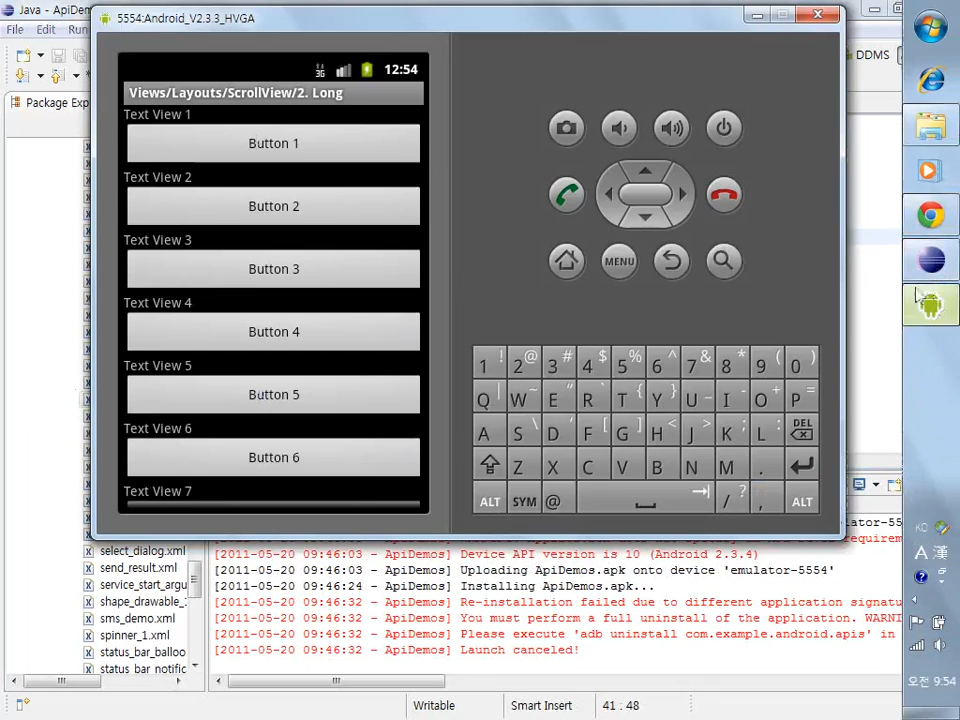 Java - ApiDem
5554:Android_V2.3 3_HVGA
File Edit Run
DDMS
Package Exp
3G 12:54
Views/Layouts/ScrollView/2. Long
Text View 1
Button 1
Text View 2
Button 2
Text View 3
Button 3
Text View 4
Button 4
Text View 5
Button 5
Text View 6
Button 6
Text View 7
MENU
1 ! 2 @ 3 # 4 $ 5 % 6 ^ 7 & 8 * 9 ( 0 )
Q | W ~ E " R ` T { Y } U _ I - O + P =
A S \ D ' F [ G ] H < J > K ; L : DEL
Z X C V B N M .
ALT SYM @ / ? , ALT
select_dialog.xml
send_result.xml
service_start_argu
shape_drawable_
sms_demo.xml
spinner_1.xml
status_bar_balloo
status bar notific
[2011-05-20 09:46:03 - ApiDemos] Device API version is 10 (Android 2.3.4)
[2011-05-20 09:46:03 - ApiDemos] Uploading ApiDemos.apk onto device 'emulator-5554'
[2011-05-20 09:46:24 - ApiDemos] Installing ApiDemos.apk...
[2011-05-20 09:46:32 - ApiDemos] Re-installation failed due to different application signatu
[2011-05-20 09:46:32 - ApiDemos] You must perform a full uninstall of the application. WARN
[2011-05-20 09:46:32 - ApiDemos] Please execute 'adb uninstall com.example.android.apis' in
[2011-05-20 09:46:32 - ApiDemos] Launch canceled!
Writable Smart Insert 41 : 48
KO
A 漢
오전 9:54